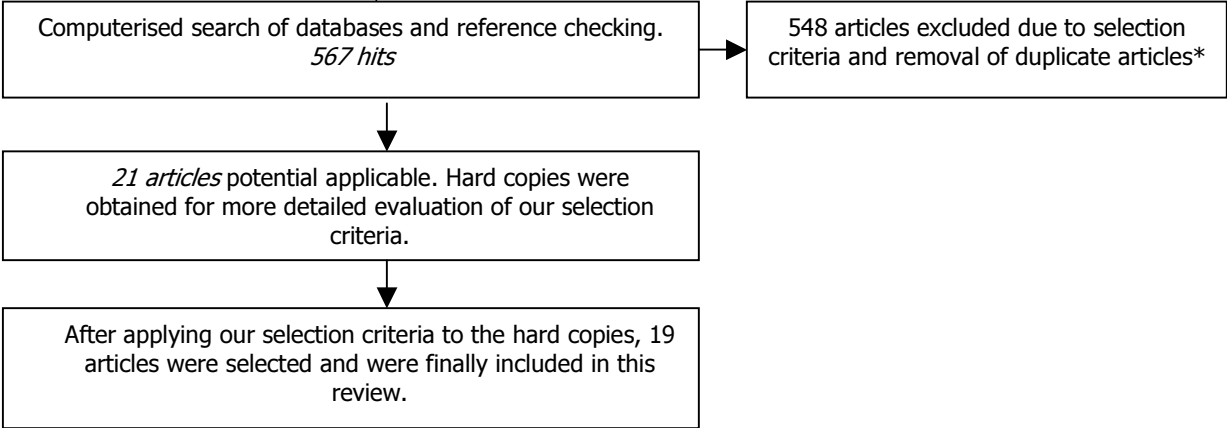 Computerised search of databases and reference checking.
567 hits
548 articles excluded due to selection
criteria and removal of duplicate articles*
21 articles potential applicable. Hard copies were
obtained for more detailed evaluation of our selection
criteria.
After applying our selection criteria to the hard copies, 19
articles were selected and were finally included in this
review.